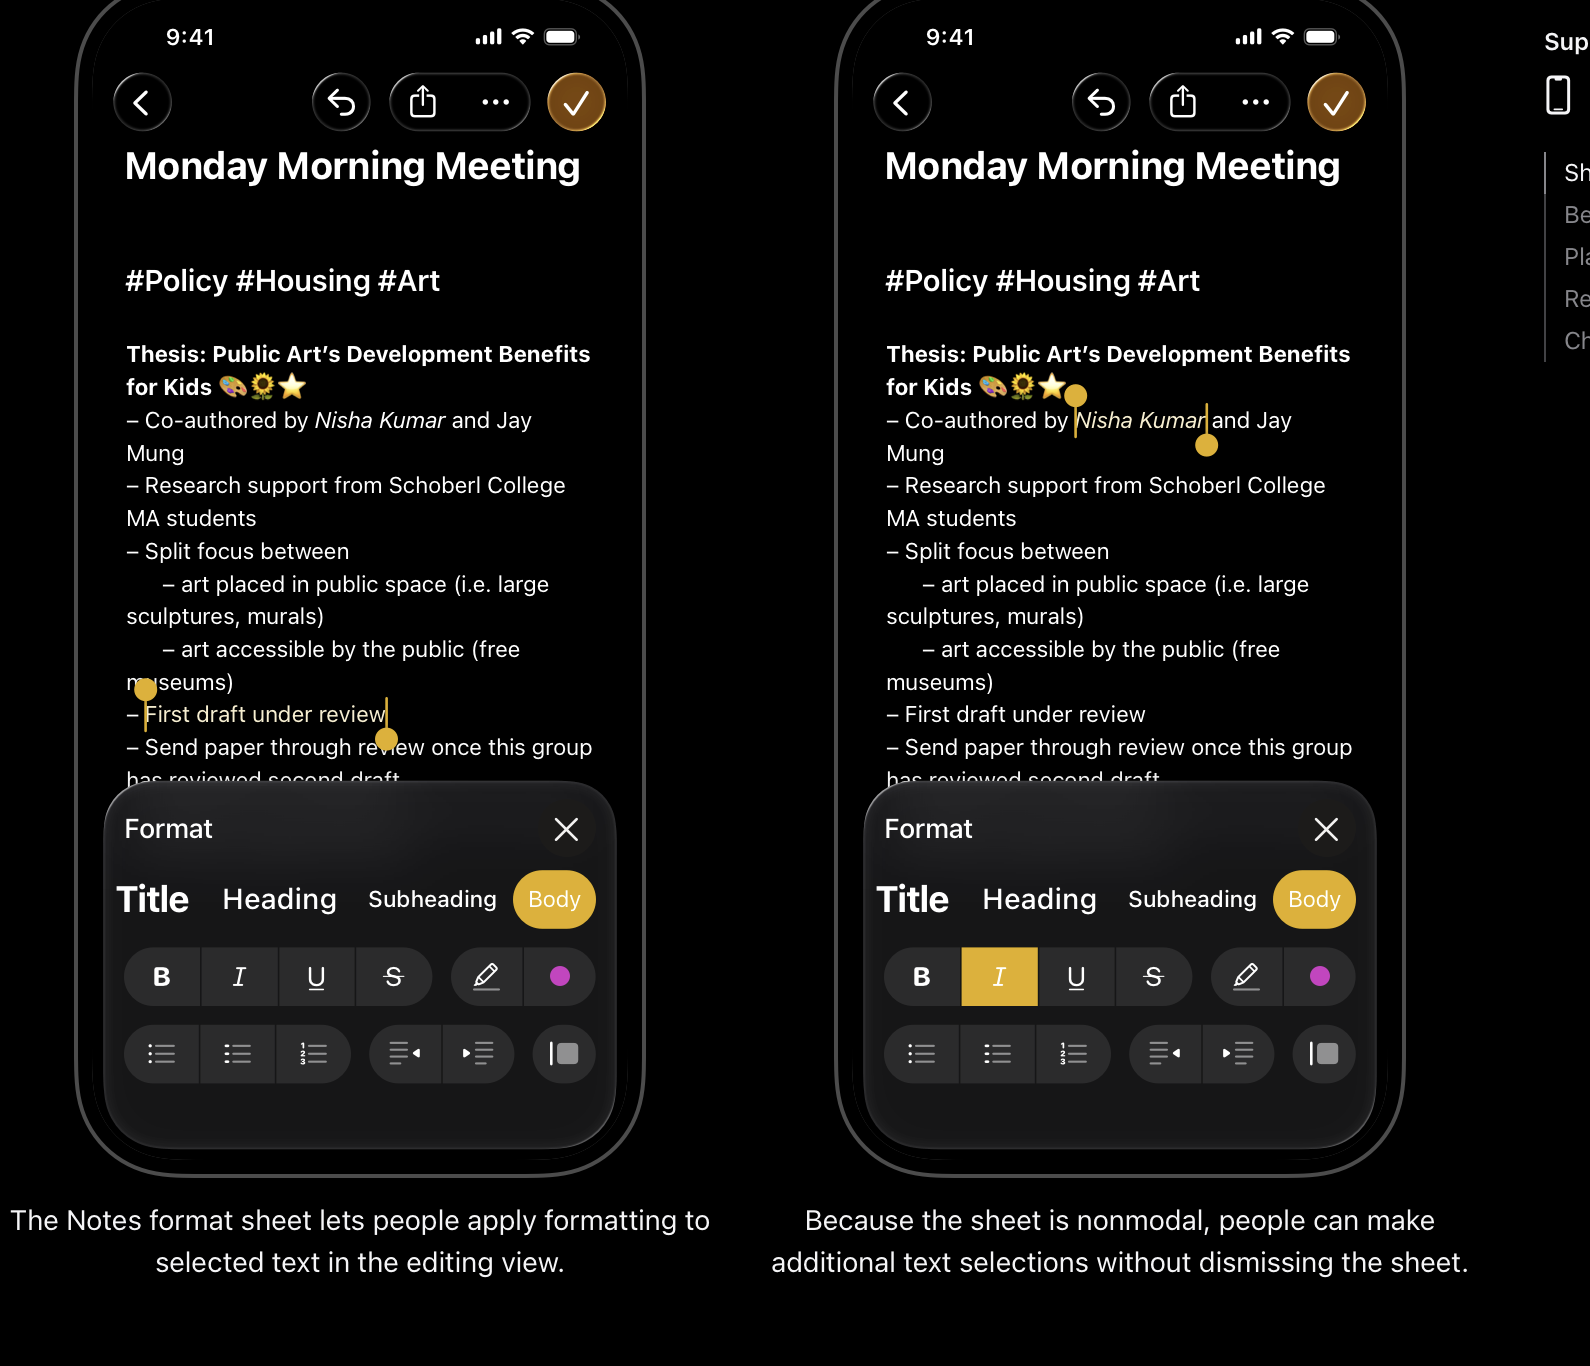 9:41
Monday Morning Meeting
#Policy #Housing #Art
Thesis: Public Art’s Development Benefits
for Kids 🎨🌻⭐
– Co-authored by Nisha Kumar and Jay
Mung
– Research support from Schoberl College
MA students
– Split focus between
– art placed in public space (i.e. large
sculptures, murals)
– art accessible by the public (free
museums)
– First draft under review
– Send paper through review once this group
has reviewed second draft
Format
Title Heading Subheading Body
B I U S
1
2
3
The Notes format sheet lets people apply formatting to
selected text in the editing view.
9:41
Monday Morning Meeting
#Policy #Housing #Art
Thesis: Public Art’s Development Benefits
for Kids 🎨🌻⭐
– Co-authored by Nisha Kumar and Jay
Mung
– Research support from Schoberl College
MA students
– Split focus between
– art placed in public space (i.e. large
sculptures, murals)
– art accessible by the public (free
museums)
– First draft under review
– Send paper through review once this group
has reviewed second draft
Format
Title Heading Subheading Body
B I U S
1
2
3
Because the sheet is nonmodal, people can make
additional text selections without dismissing the sheet.
Sup
Sh
Be
Pla
Re
Ch